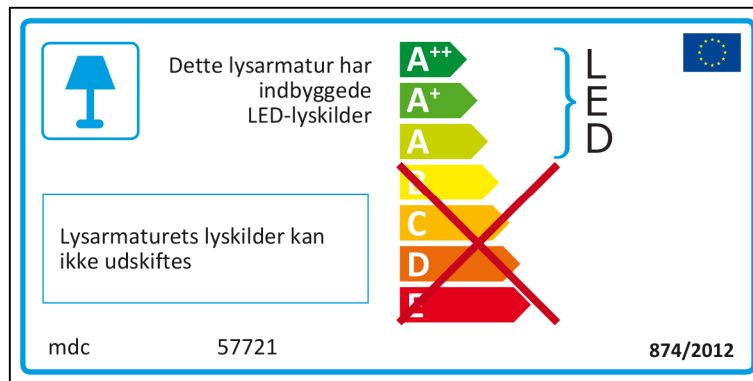 Dette lysarmatur har
indbyggede
LED-lyskilder
A++
A+
A
B
C
D
E
L
E
D
Lysarmaturets lyskilder kan
ikke udskiftes
mdc 57721
874/2012